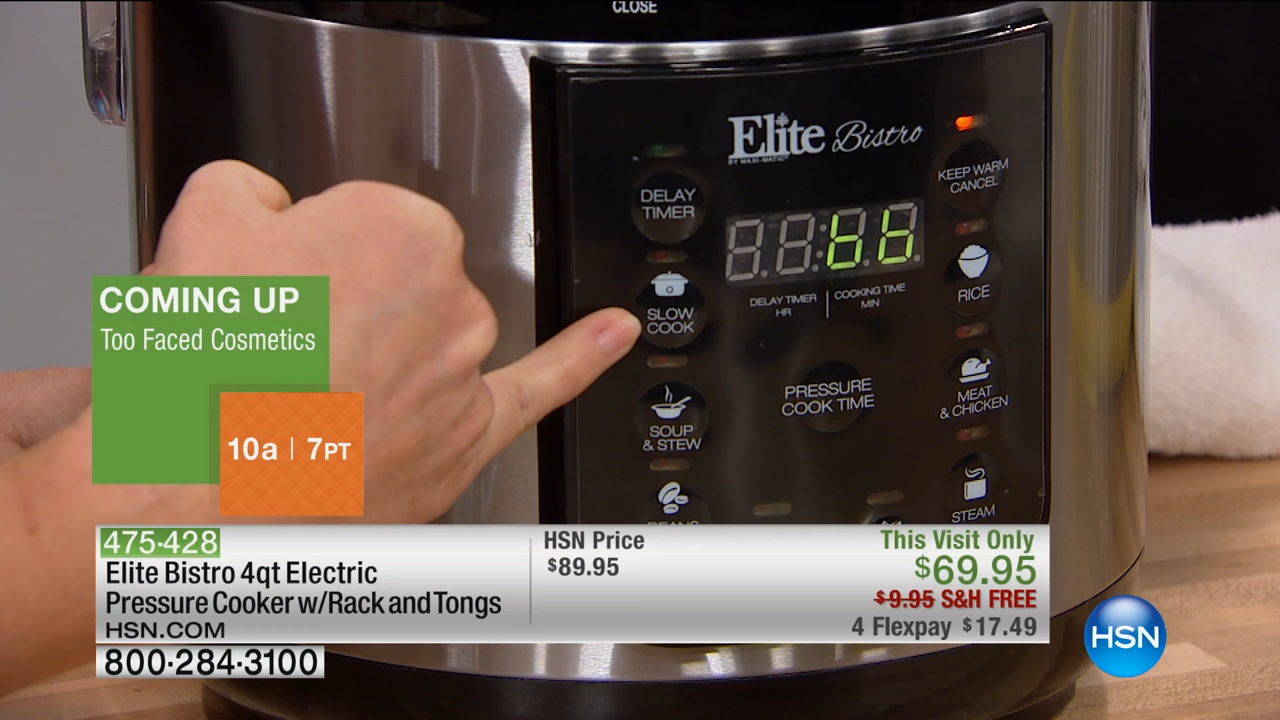 CLOSE
Elite Bistro
BY MAXI-MATIC
DELAY
TIMER
KEEP WARM
CANCEL
SLOW
COOK
DELAY TIMER
HR
COOKING TIME
MIN
RICE
PRESSURE
COOK TIME
MEAT
& CHICKEN
SOUP
& STEW
STEAM
BEANS
COMING UP
Too Faced Cosmetics
10a | 7PT
475-428
Elite Bistro 4qt Electric
Pressure Cooker w/Rack and Tongs
HSN.COM
800-284-3100
HSN Price
$89.95
This Visit Only
$69.95
$9.95 S&H FREE
4 Flexpay $17.49
HSN